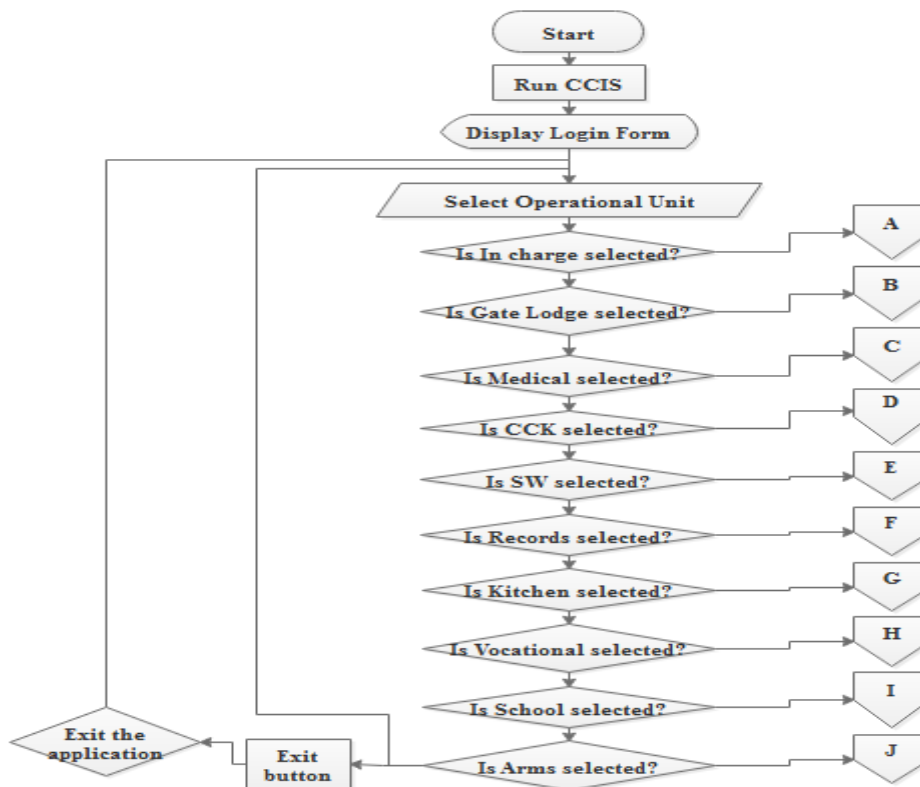 Start
Run CCIS
Display Login Form
Select Operational Unit
A
Is In charge selected?
B
Is Gate Lodge selected?
C
Is Medical selected?
D
Is CCK selected?
E
Is SW selected?
F
Is Records selected?
G
Is Kitchen selected?
H
Is Vocational selected?
I
Is School selected?
Exit the
application
Exit
button
Is Arms selected?
J